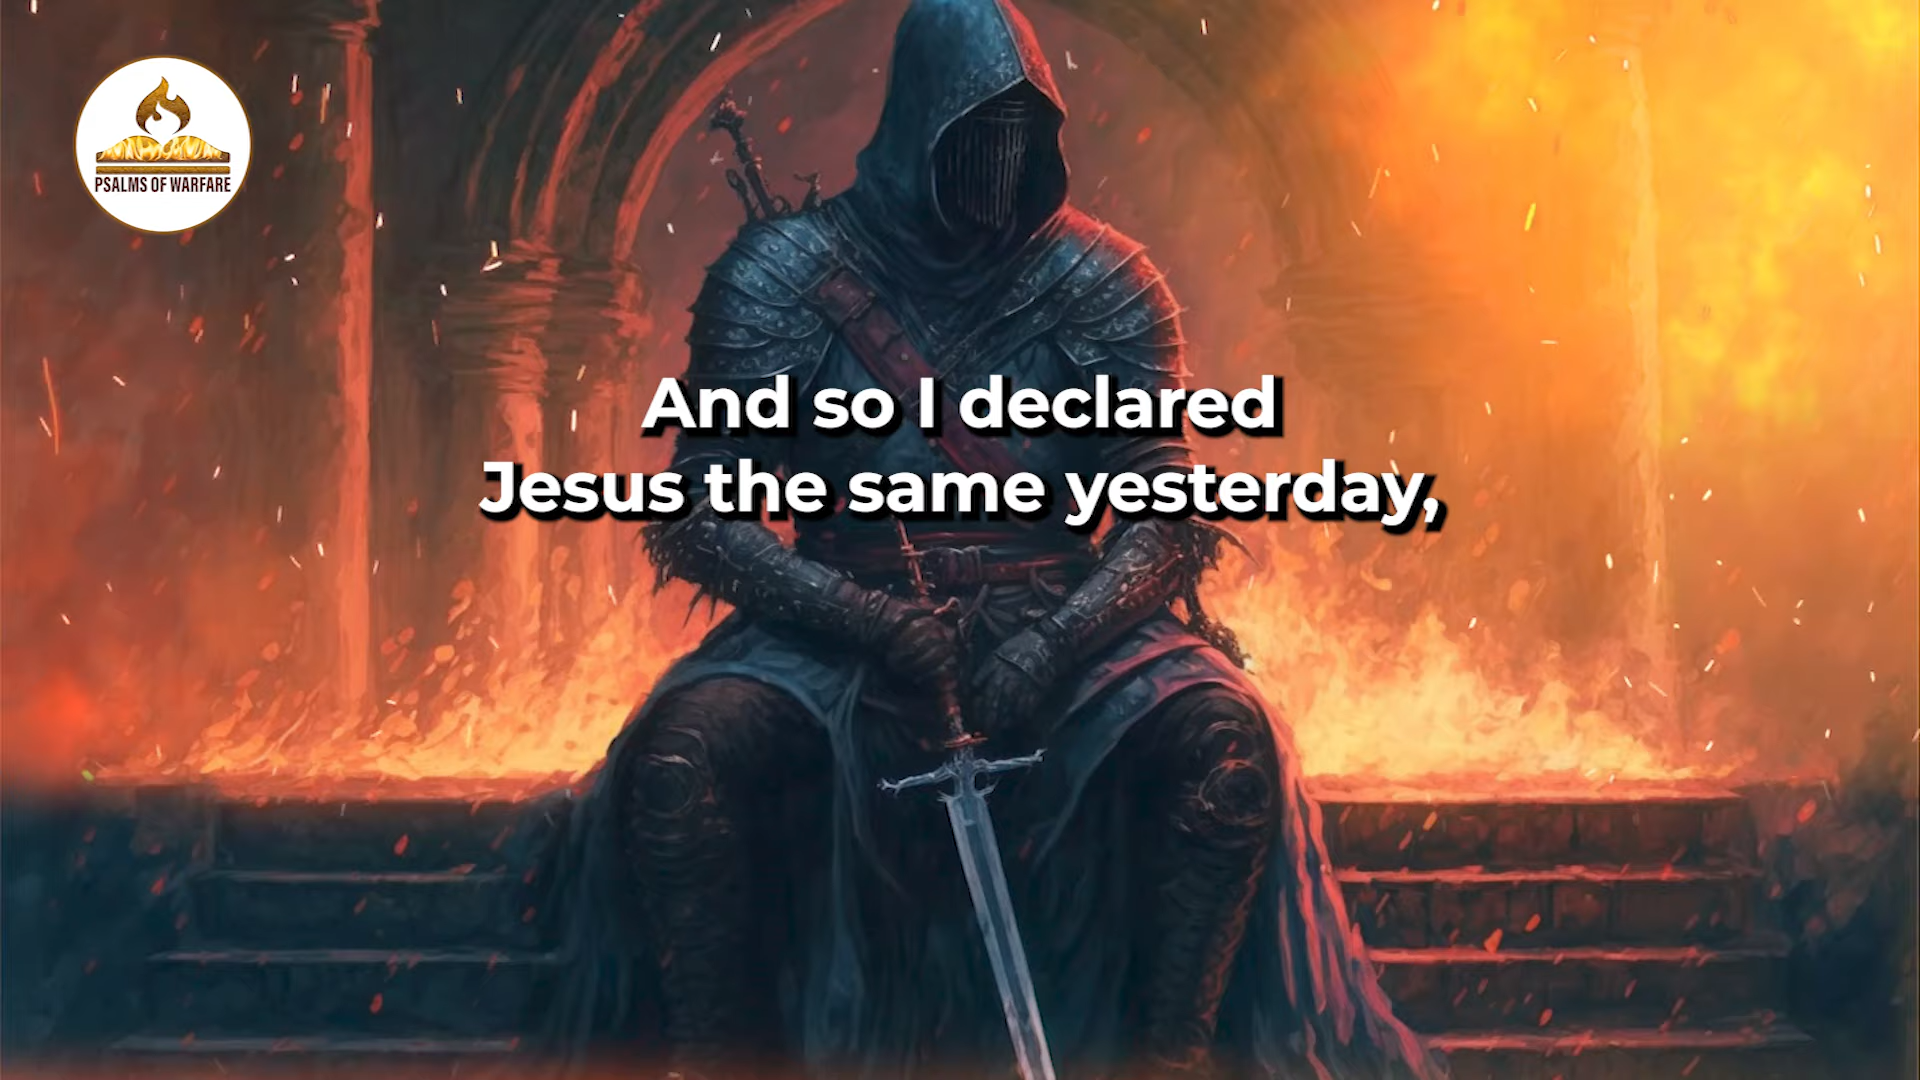 PSALMS OF WARFARE
And so I declared
Jesus the same yesterday,